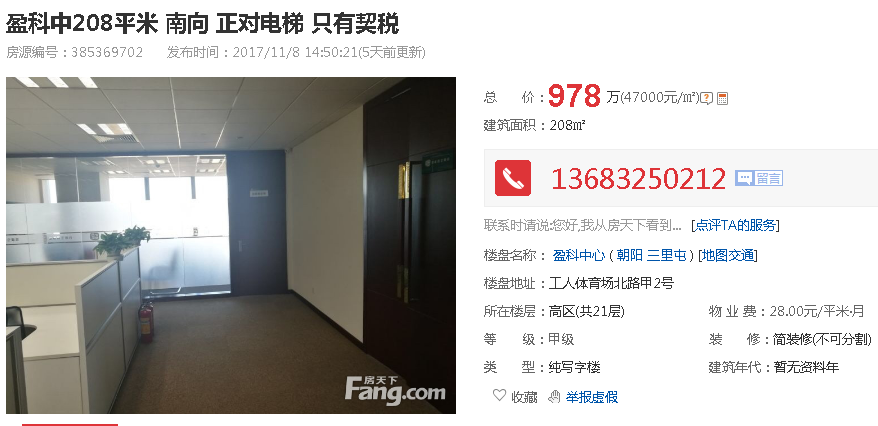 盈科中208平米 南向 正对电梯 只有契税
房源编号：385369702 发布时间：2017/11/8 14:50:21(5天前更新)
总 价：978 万(47000元/㎡)
建筑面积：208㎡
13683250212 留言
联系时请说:您好,我从房天下看到... [点评TA的服务]
楼盘名称： 盈科中心 ( 朝阳 三里屯 ) [地图交通]
楼盘地址：工人体育场北路甲2号
所在楼层：高区(共21层) 物 业 费：28.00元/平米·月
等 级：甲级 装 修：简装修(不可分割)
类 型：纯写字楼 建筑年代：暂无资料年
收藏 举报虚假
房天下
Fang.com